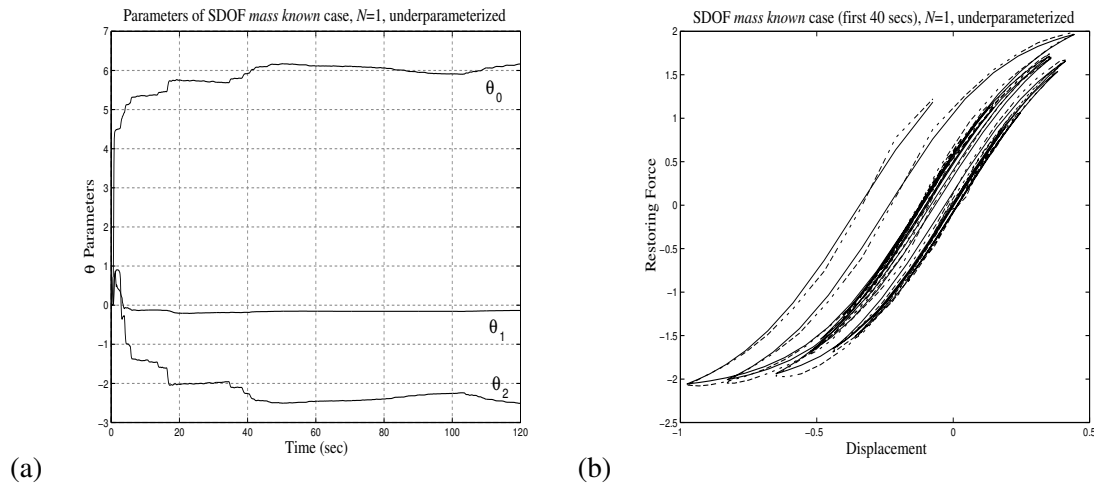 Parameters of SDOF mass known case, N=1, underparameterized
7
6
5
4
3
2
1
0
−1
−2
−3
θ Parameters
θ0
θ1
θ2
0
20
40
60
80
100
120
Time (sec)
(a)
SDOF mass known case (first 40 secs), N=1, underparameterized
2
1.5
1
0.5
0
−0.5
−1
−1.5
−2
−2.5
Restoring Force
−1
−0.5
0
0.5
Displacement
(b)